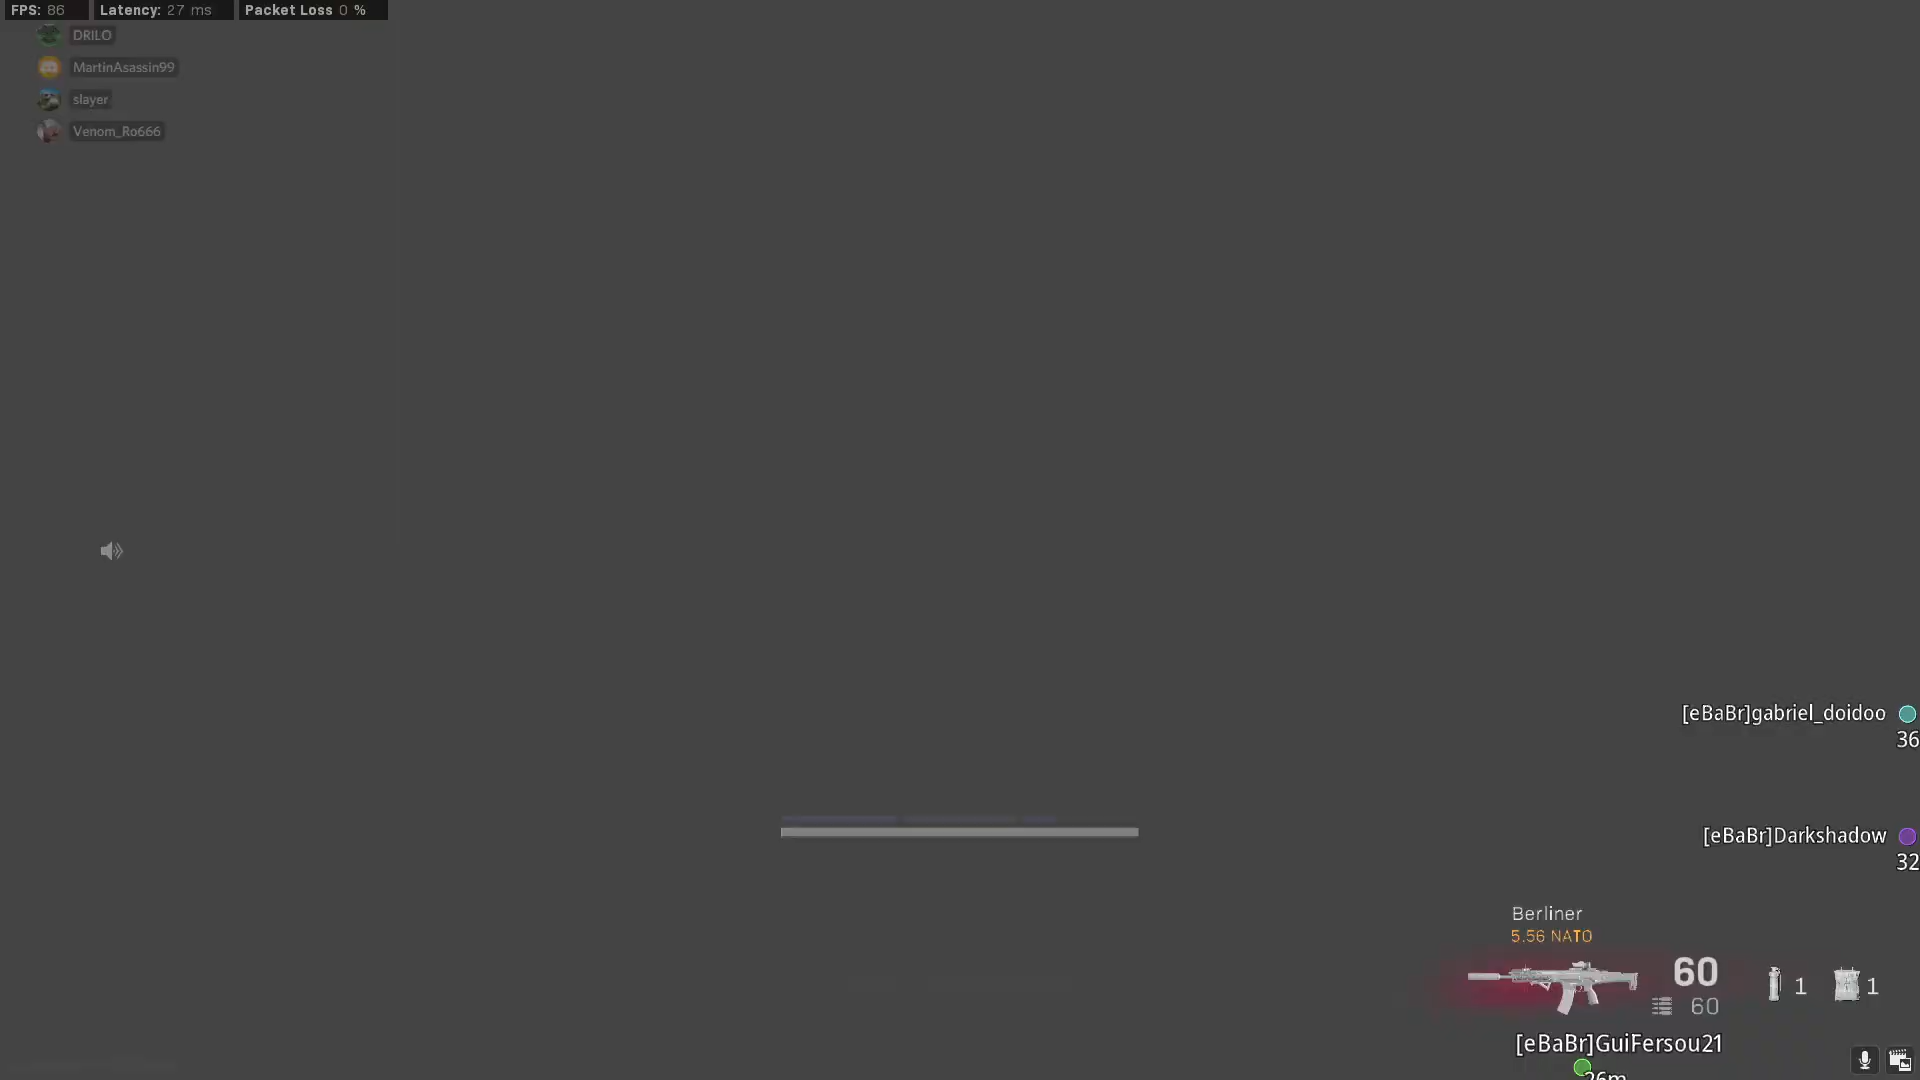 FPS: 86 Latency: 27 ms Packet Loss 0 %
DRILO
MartinAsassin99
slayer
Venom_Ro666
[eBaBr]gabriel_doidoo
36
[eBaBr]Darkshadow
32
Berliner
5.56 NATO
60
60
1
1
[eBaBr]GuiFersou21
26m